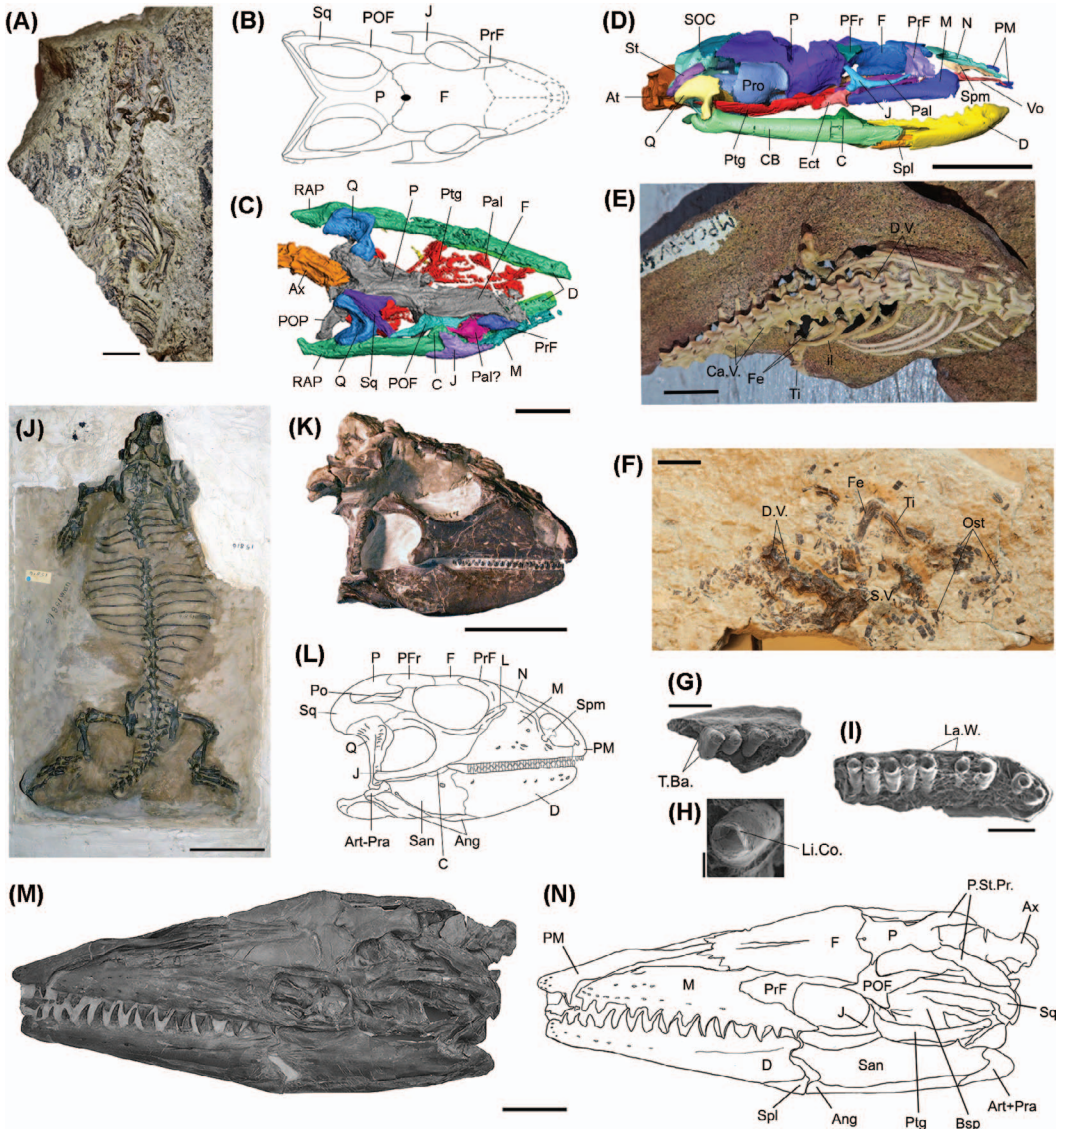 (A)
(B)
Sq
POF
J
PrF
P
F
(C)
RAP
Q
P
Ptg
Pal
F
Ax
D
POP
PrF
RAP
Q
Sq
POF
C
J
Pal?
M
(D)
SOC
P
PFr
F
PrF
M
N
PM
St
At
Pro
Q
Ptg
CB
Ect
C
J
Pal
Spl
Spm
Vo
D
(E)
D.V.
Ca.V.
Fe
Ti
il
(F)
Fe
Ti
D.V.
Ost
S.V.
(G)
T.Ba.
(H)
Li.Co.
(I)
La.W.
(J)
(K)
(L)
P
PFr
F
PrF
L
N
M
Po
Sq
Spm
Q
PM
J
D
Art-Pra
San
Ang
C
(M)
(N)
P.St.Pr.
Ax
PM
F
P
M
PrF
POF
J
Sq
D
San
Spl
Ang
Ptg
Bsp
Art+Pra